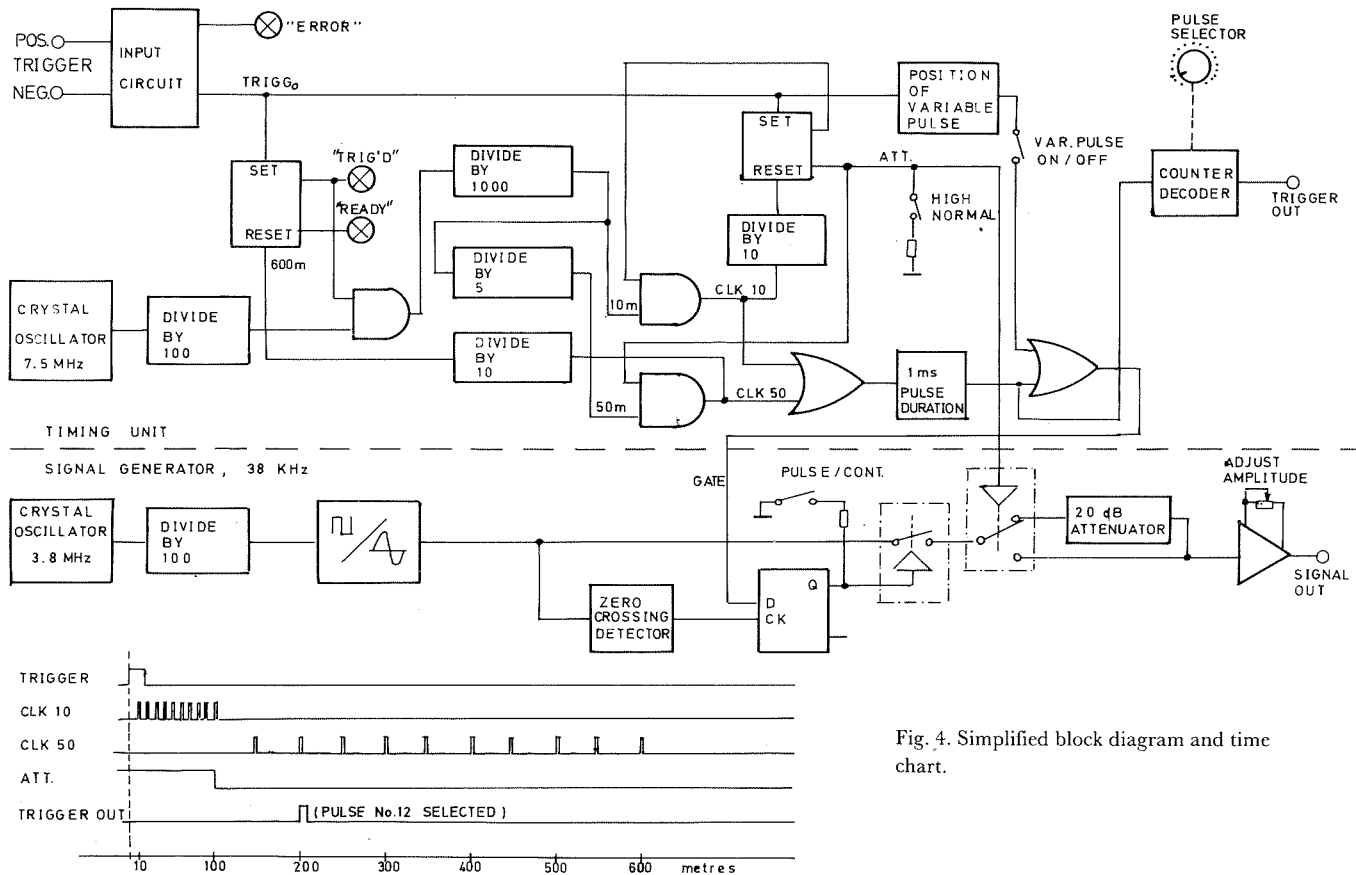 POS.
TRIGGER
NEG.
INPUT
CIRCUIT
"ERROR"
TRIGG.
SET
RESET
"TRIG'D"
"READY"
600m
CRYSTAL
OSCILLATOR
7.5 MHz
DIVIDE
BY
100
DIVIDE
BY
1000
DIVIDE
BY
5
DIVIDE
BY
10
10m
50m
SET
RESET
DIVIDE
BY
10
CLK 10
CLK 50
ATT.
HIGH
NORMAL
POSITION
OF
VARIABLE
PULSE
VAR. PULSE
ON / OFF
PULSE
SELECTOR
COUNTER
DECODER
TRIGGER
OUT
1ms
PULSE
DURATION
TIMING UNIT
SIGNAL GENERATOR, 38 KHz
CRYSTAL
OSCILLATOR
3.8 MHz
DIVIDE
BY
100
ZERO
CROSSING
DETECTOR
GATE
PULSE / CONT.
D
CK
Q
20 dB
ATTENUATOR
ADJUST
AMPLITUDE
SIGNAL
OUT
TRIGGER
CLK 10
CLK 50
ATT.
TRIGGER OUT
(PULSE No.12 SELECTED)
10 100 200 300 400 500 600 metres
Fig. 4. Simplified block diagram and time
chart.